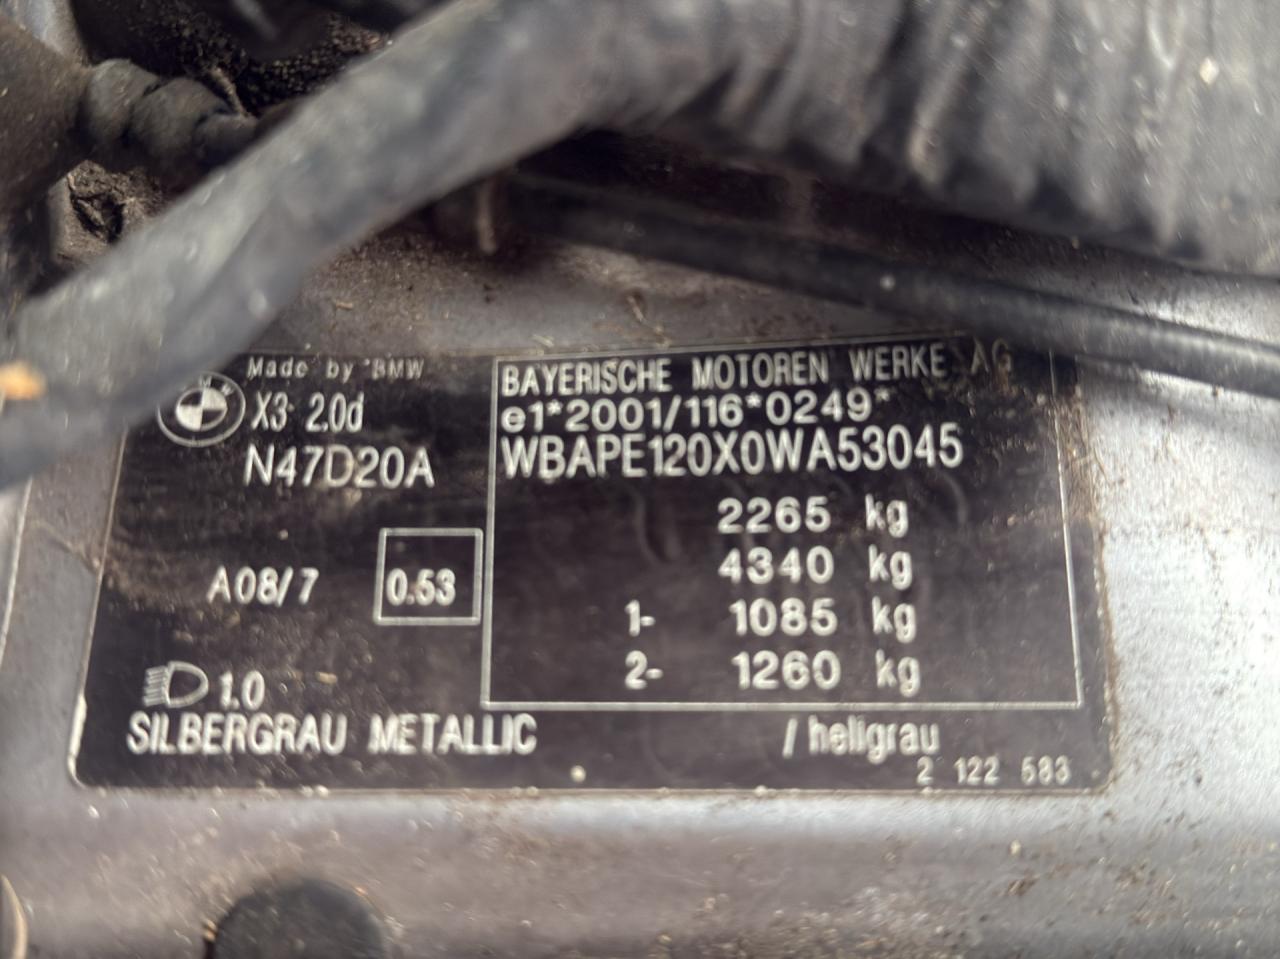 Made by BMW
BMW
X3 2.0d
N47D20A
A08/7
0.53
1.0
SILBERGRAU METALLIC
BAYERISCHE MOTOREN WERKE AG
e1*2001/116*0249*
WBAPE120X0WA53045
2265 kg
4340 kg
1- 1085 kg
2- 1260 kg
/ hellgrau
2 122 583